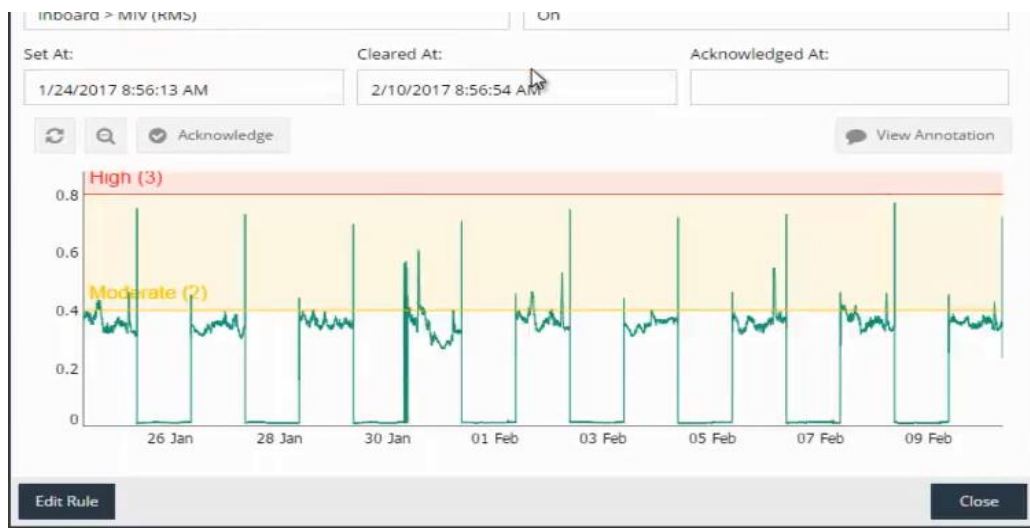 Inboard > MIV (RMS) On
Set At: Cleared At: Acknowledged At:
1/24/2017 8:56:13 AM 2/10/2017 8:56:54 AM
Acknowledge View Annotation
High (3)
0.8
0.6
Moderate (2)
0.4
0.2
0
26 Jan 28 Jan 30 Jan 01 Feb 03 Feb 05 Feb 07 Feb 09 Feb
Edit Rule Close